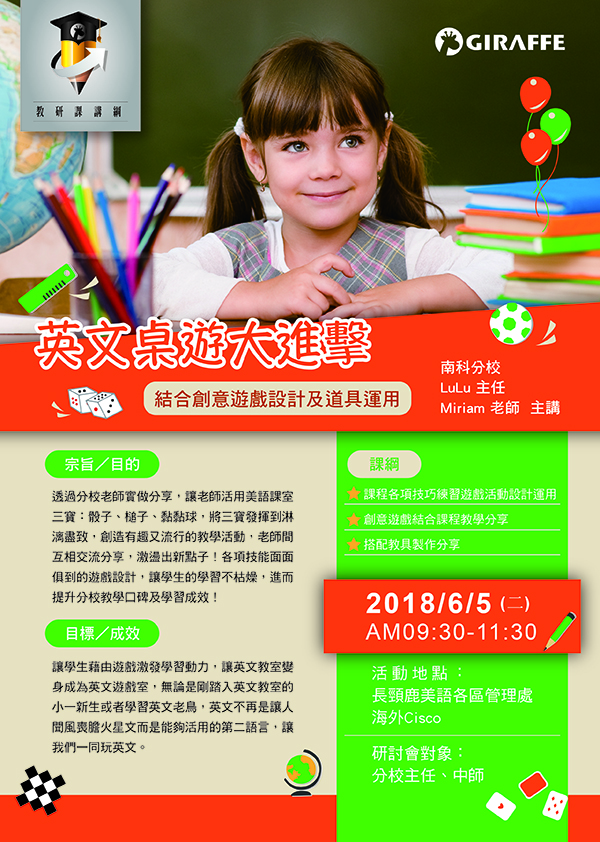 教研課講綱
GIRAFFE
英文桌遊大進擊
結合創意遊戲設計及道具運用
南科分校
LuLu 主任
Miriam 老師 主講
宗旨／目的
透過分校老師實做分享，讓老師活用美語課室
三寶：骰子、槌子、黏黏球，將三寶發揮到淋
漓盡致，創造有趣又流行的教學活動，老師間
互相交流分享，激盪出新點子！各項技能面面
俱到的遊戲設計，讓學生的學習不枯燥，進而
提升分校教學口碑及學習成效！
目標／成效
讓學生藉由遊戲激發學習動力，讓英文教室變
身成為英文遊戲室，無論是剛踏入英文教室的
小一新生或者學習英文老鳥，英文不再是讓人
聞風喪膽火星文而是能夠活用的第二語言，讓
我們一同玩英文。
課綱
課程各項技巧練習遊戲活動設計運用
創意遊戲結合課程教學分享
搭配教具製作分享
2018/6/5 (二)
AM09:30-11:30
活動地點：
長頸鹿美語各區管理處
海外Cisco
研討會對象：
分校主任、中師